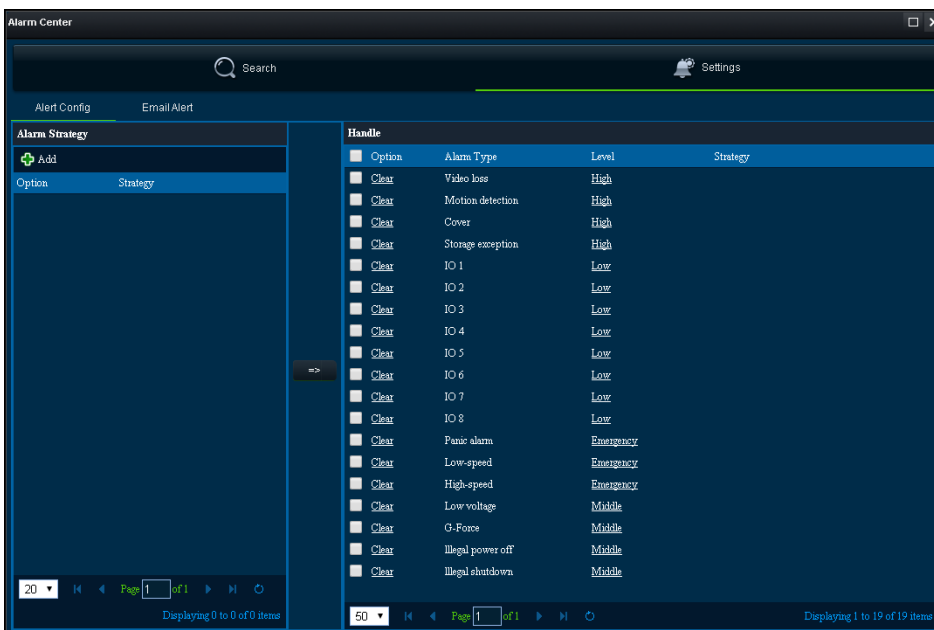 Alarm Center
Search
Settings
Alert Config
Email Alert
Alarm Strategy
Add
Option Strategy
=>
20 Page 1 of 1
Displaying 0 to 0 of 0 items
Handle
Option Alarm Type Level Strategy
Clear Video loss High
Clear Motion detection High
Clear Cover High
Clear Storage exception High
Clear IO 1 Low
Clear IO 2 Low
Clear IO 3 Low
Clear IO 4 Low
Clear IO 5 Low
Clear IO 6 Low
Clear IO 7 Low
Clear IO 8 Low
Clear Panic alarm Emergency
Clear Low-speed Emergency
Clear High-speed Emergency
Clear Low voltage Middle
Clear G-Force Middle
Clear Illegal power off Middle
Clear Illegal shutdown Middle
50 Page 1 of 1
Displaying 1 to 19 of 19 items